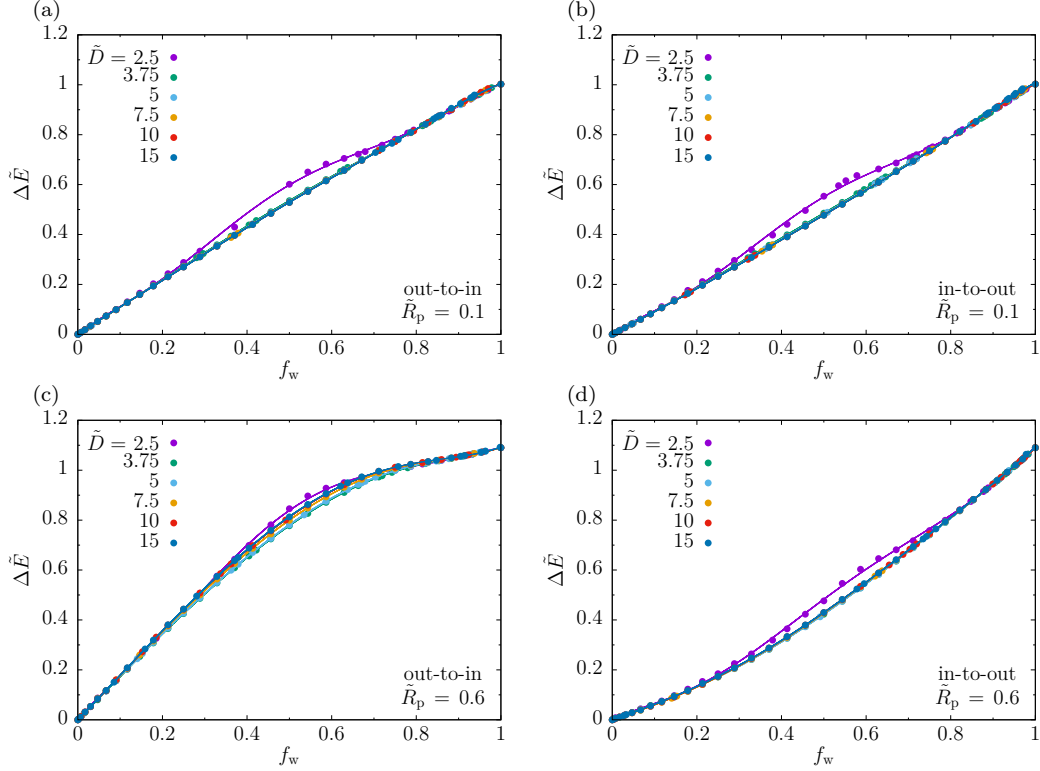 (a)
1.2
1
0.8
0.6
0.4
0.2
0
ΔẼ
D̃ = 2.5
3.75
5
7.5
10
15
out-to-in
R̃p = 0.1
0 0.2 0.4 0.6 0.8 1
fw
(b)
1.2
1
0.8
0.6
0.4
0.2
0
ΔẼ
D̃ = 2.5
3.75
5
7.5
10
15
in-to-out
R̃p = 0.1
0 0.2 0.4 0.6 0.8 1
fw
(c)
1.2
1
0.8
0.6
0.4
0.2
0
ΔẼ
D̃ = 2.5
3.75
5
7.5
10
15
out-to-in
R̃p = 0.6
0 0.2 0.4 0.6 0.8 1
fw
(d)
1.2
1
0.8
0.6
0.4
0.2
0
ΔẼ
D̃ = 2.5
3.75
5
7.5
10
15
in-to-out
R̃p = 0.6
0 0.2 0.4 0.6 0.8 1
fw